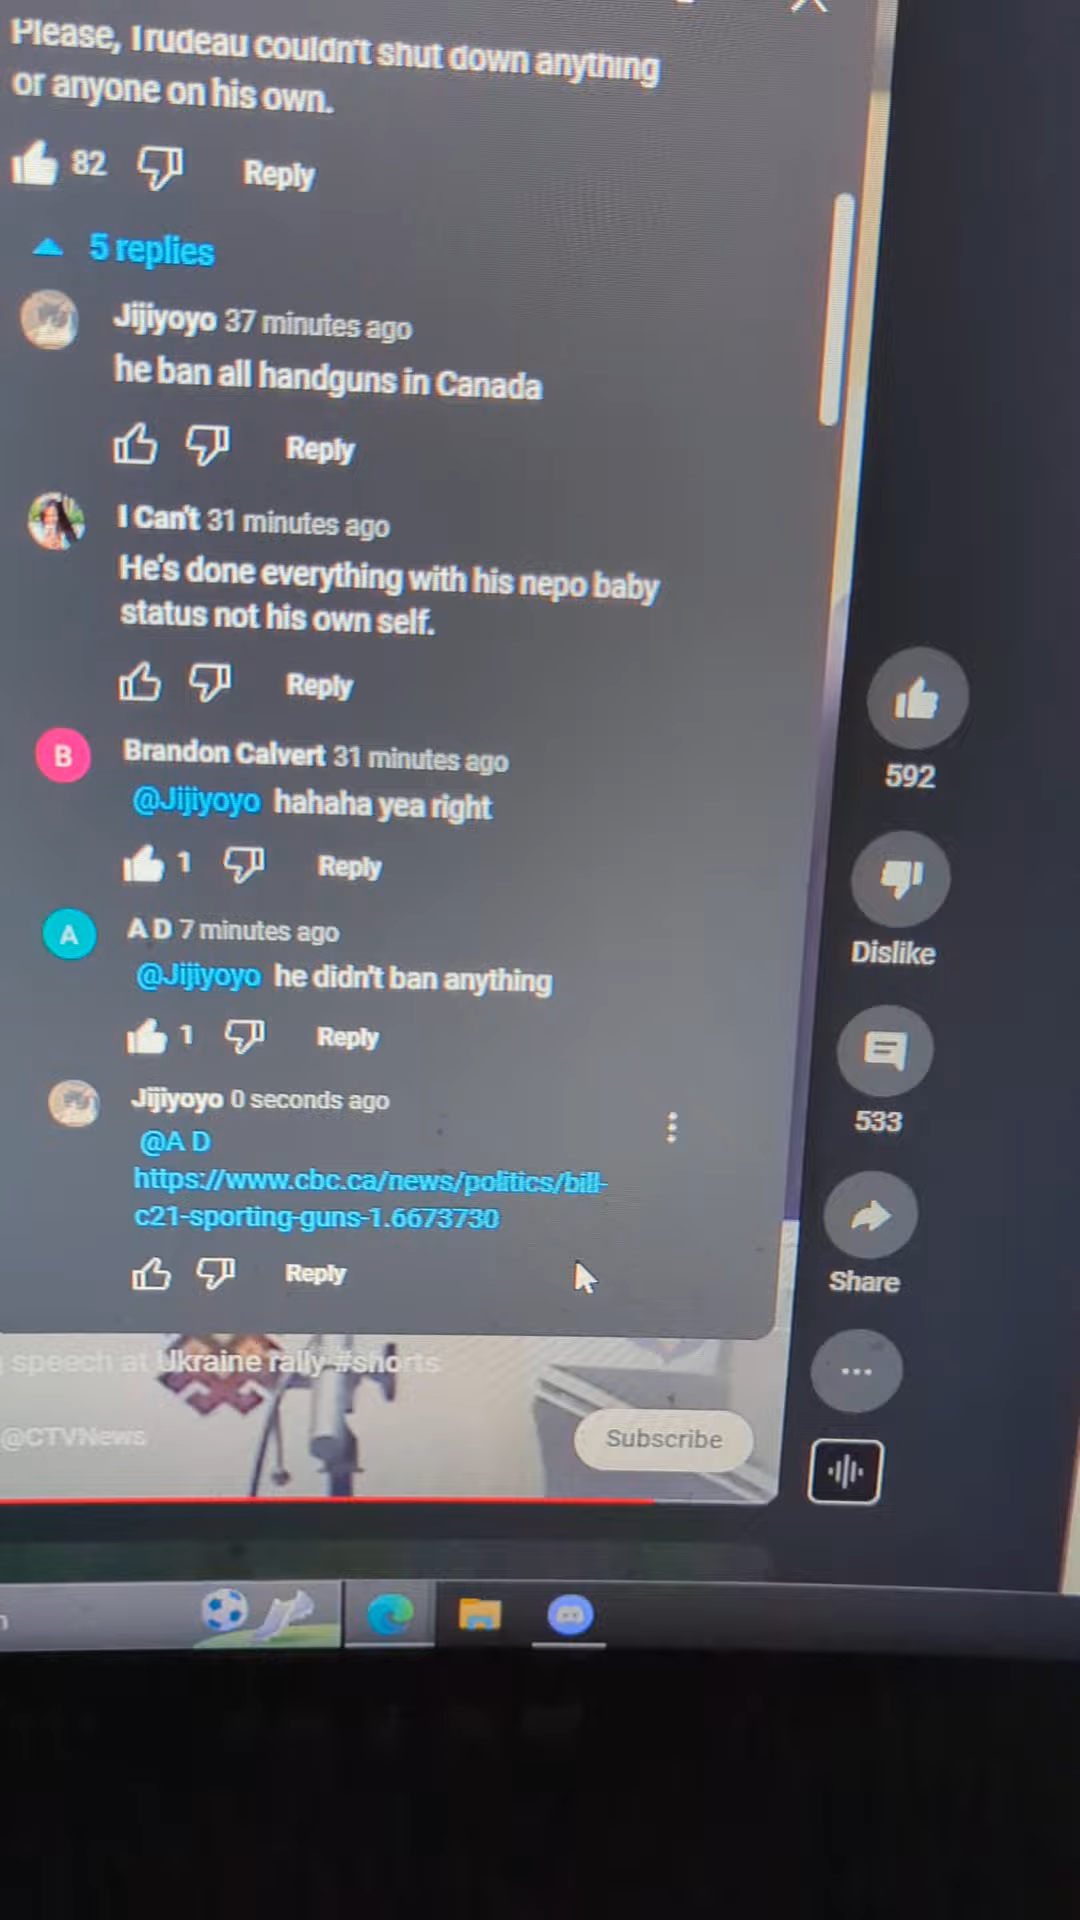 Please, Trudeau couldn't shut down anything
or anyone on his own.
82 Reply
5 replies
Jijiyoyo 37 minutes ago
he ban all handguns in Canada
Reply
I Can't 31 minutes ago
He's done everything with his nepo baby
status not his own self.
Reply
B
Brandon Calvert 31 minutes ago
@Jijiyoyo hahaha yea right
1 Reply
A
A D 7 minutes ago
@Jijiyoyo he didn't ban anything
1 Reply
Jijiyoyo 0 seconds ago
@A D
https://www.cbc.ca/news/politics/bill-
c21-sporting-guns-1.6673730
Reply
592
Dislike
533
Share
speech at Ukraine rally #shorts
@CTVNews
Subscribe